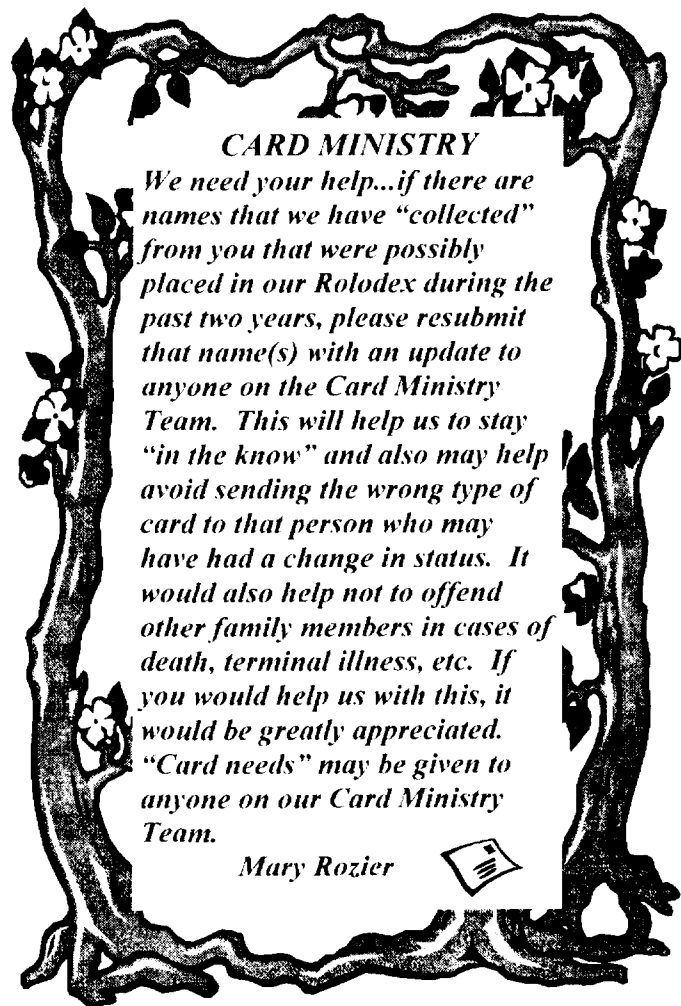 CARD MINISTRY
We need your help...if there are
names that we have “collected”
from you that were possibly
placed in our Rolodex during the
past two years, please resubmit
that name(s) with an update to
anyone on the Card Ministry
Team.  This will help us to stay
“in the know” and also may help
avoid sending the wrong type of
card to that person who may
have had a change in status.  It
would also help not to offend
other family members in cases of
death, terminal illness, etc.  If
you would help us with this, it
would be greatly appreciated.
“Card needs” may be given to
anyone on our Card Ministry
Team.
Mary Rozier